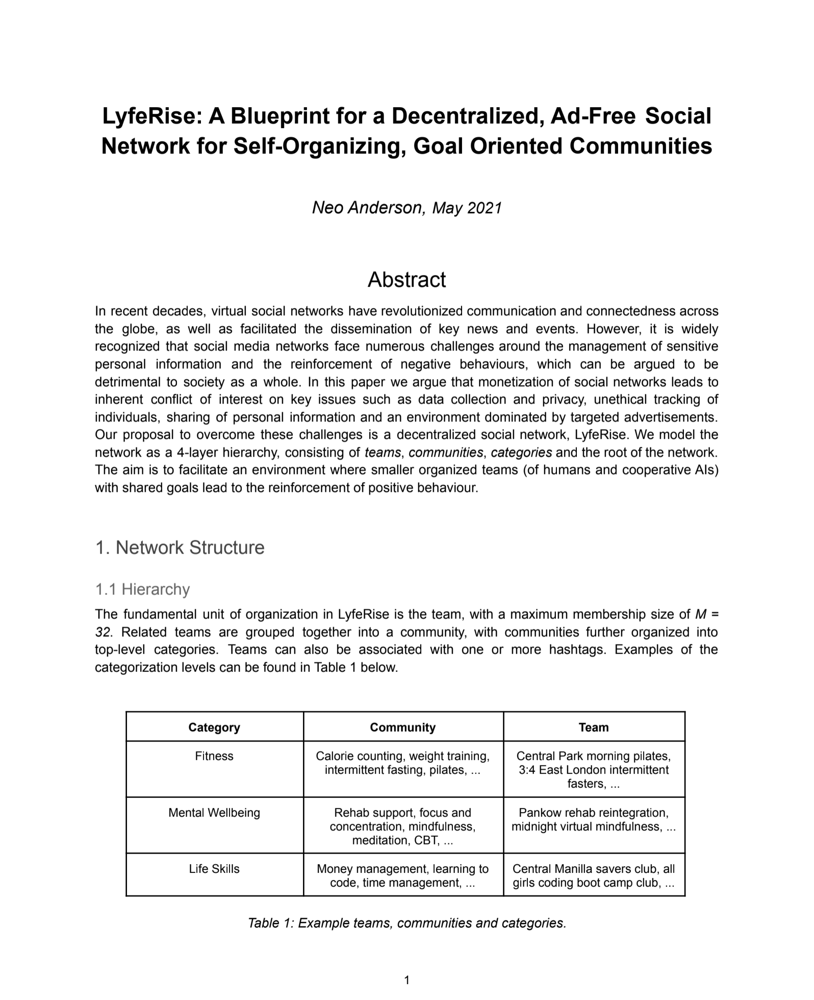 LyfeRise: A Blueprint for a Decentralized, Ad-Free Social
Network for Self-Organizing, Goal Oriented Communities
Neo Anderson, May 2021
Abstract
In recent decades, virtual social networks have revolutionized communication and connectedness across
the globe, as well as facilitated the dissemination of key news and events. However, it is widely
recognized that social media networks face numerous challenges around the management of sensitive
personal information and the reinforcement of negative behaviours, which can be argued to be
detrimental to society as a whole. In this paper we argue that monetization of social networks leads to
inherent conflict of interest on key issues such as data collection and privacy, unethical tracking of
individuals, sharing of personal information and an environment dominated by targeted advertisements.
Our proposal to overcome these challenges is a decentralized social network, LyfeRise. We model the
network as a 4-layer hierarchy, consisting of teams, communities, categories and the root of the network.
The aim is to facilitate an environment where smaller organized teams (of humans and cooperative AIs)
with shared goals lead to the reinforcement of positive behaviour.
1. Network Structure
1.1 Hierarchy
The fundamental unit of organization in LyfeRise is the team, with a maximum membership size of M =
32. Related teams are grouped together into a community, with communities further organized into
top-level categories. Teams can also be associated with one or more hashtags. Examples of the
categorization levels can be found in Table 1 below.
Category
Community
Team
Fitness
Calorie counting, weight training,
intermittent fasting, pilates, ...
Central Park morning pilates,
3:4 East London intermittent
fasters, ...
Mental Wellbeing
Rehab support, focus and
concentration, mindfulness,
meditation, CBT, ...
Pankow rehab reintegration,
midnight virtual mindfulness, ...
Life Skills
Money management, learning to
code, time management, ...
Central Manilla savers club, all
girls coding boot camp club, ...
Table 1: Example teams, communities and categories.
1